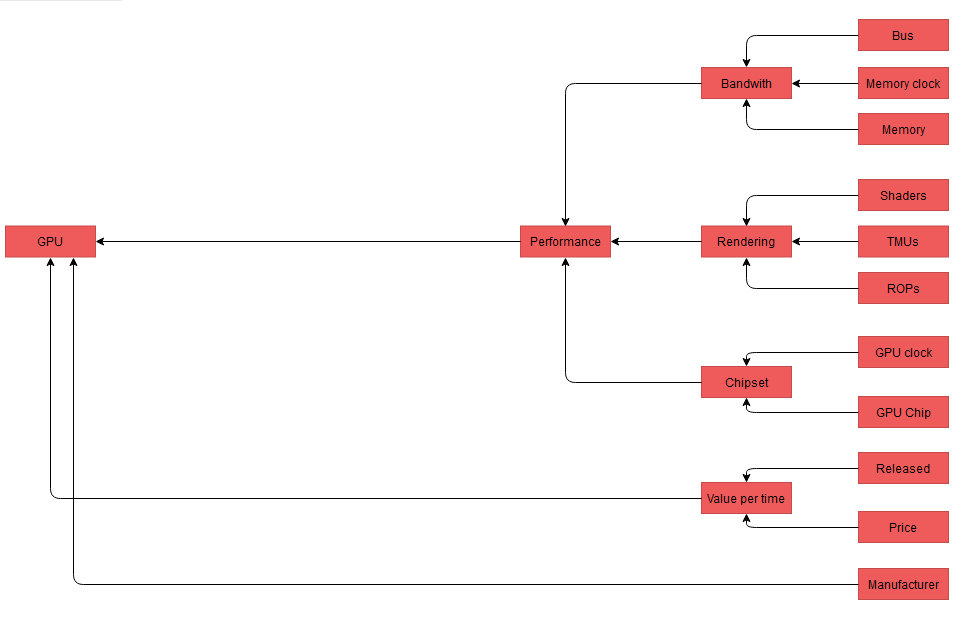 Bus
Bandwith
Memory clock
Memory
Shaders
GPU
Performance
Rendering
TMUs
ROPs
GPU clock
Chipset
GPU Chip
Released
Value per time
Price
Manufacturer